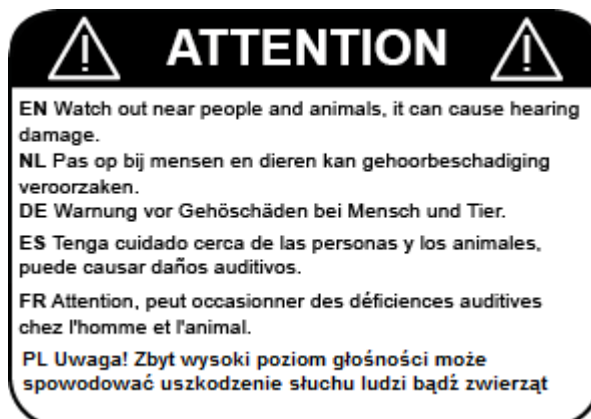 ATTENTION
EN Watch out near people and animals, it can cause hearing
damage.
NL Pas op bij mensen en dieren kan gehoorbeschadiging
veroorzaken.
DE Warnung vor Gehöschäden bei Mensch und Tier.
ES Tenga cuidado cerca de las personas y los animales,
puede causar daños auditivos.
FR Attention, peut occasionner des déficiences auditives
chez l'homme et l'animal.
PL Uwaga! Zbyt wysoki poziom głośności może
spowodować uszkodzenie słuchu ludzi bądź zwierząt